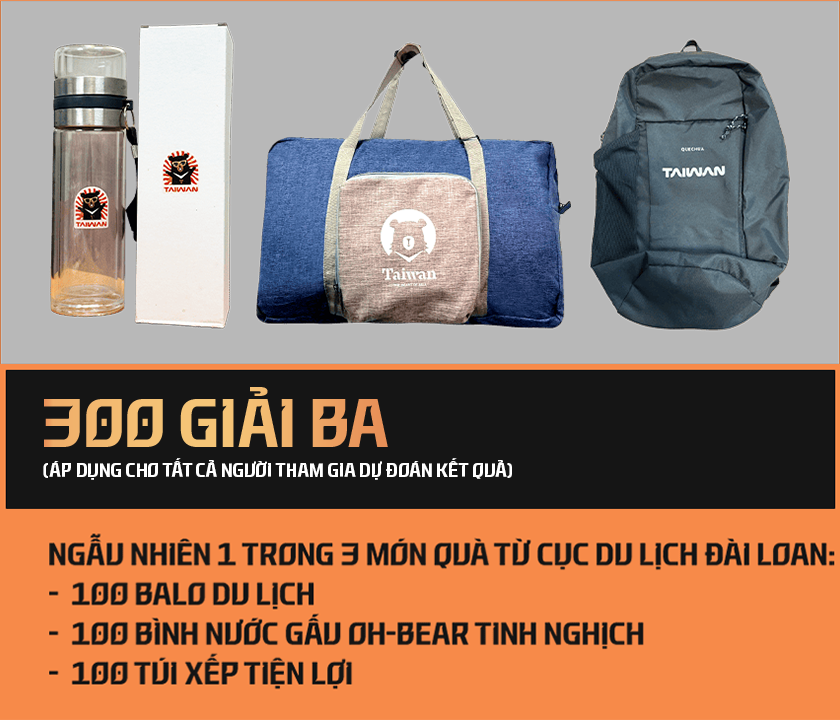 TAIWAN
TAIWAN
Taiwan
QUECHUA
TAIWAN
300 GIẢI BA
(ÁP DỤNG CHO TẤT CẢ NGƯỜI THAM GIA DỰ ĐOÁN KẾT QUẢ)
NGẪU NHIÊN 1 TRONG 3 MÓN QUÀ TỪ CỤC DU LỊCH ĐÀI LOAN:
- 100 BALO DU LỊCH
- 100 BÌNH NƯỚC GẤU OH-BEAR TINH NGHỊCH
- 100 TÚI XẾP TIỆN LỢI